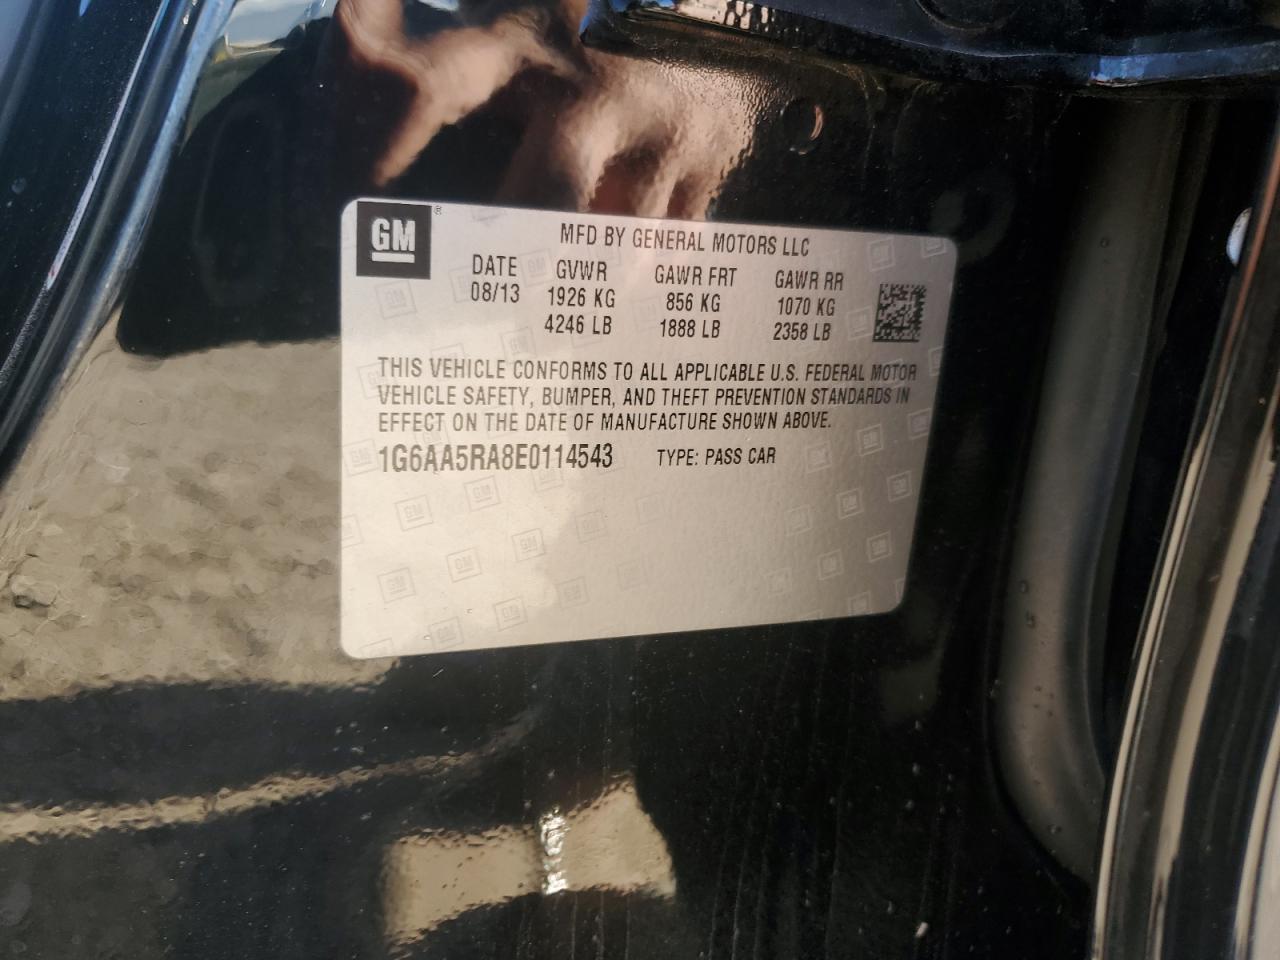 GM®
MFD BY GENERAL MOTORS LLC
DATE GVWR GAWR FRT GAWR RR
08/13 1926 KG 856 KG 1070 KG
4246 LB 1888 LB 2358 LB
THIS VEHICLE CONFORMS TO ALL APPLICABLE U.S. FEDERAL MOTOR
VEHICLE SAFETY, BUMPER, AND THEFT PREVENTION STANDARDS IN
EFFECT ON THE DATE OF MANUFACTURE SHOWN ABOVE.
1G6AA5RA8E0114543 TYPE: PASS CAR